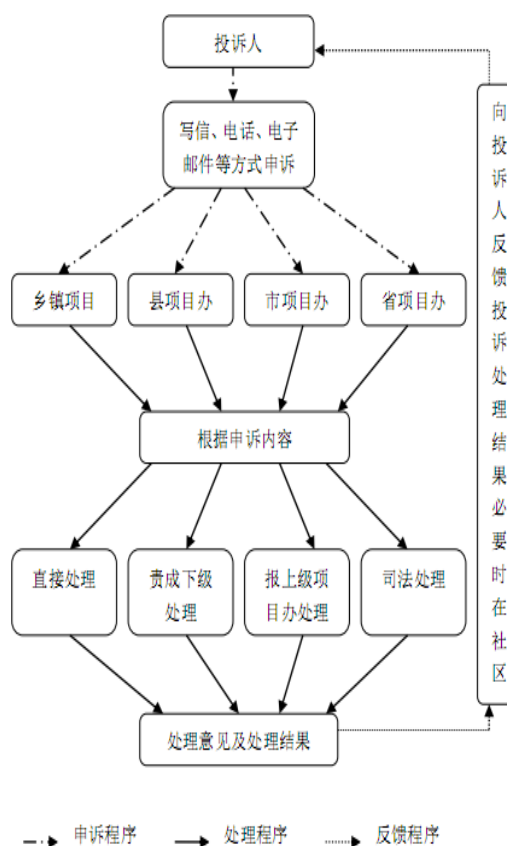 投诉人
写信、电话、电子
邮件等方式申诉
乡镇项目
县项目办
市项目办
省项目办
根据申诉内容
直接处理
责成下级
处理
报上级项
目办处理
司法处理
处理意见及处理结果
向
投
诉
人
反
馈
投
诉
处
理
结
果
必
要
时
在
社
区
申诉程序
处理程序
反馈程序